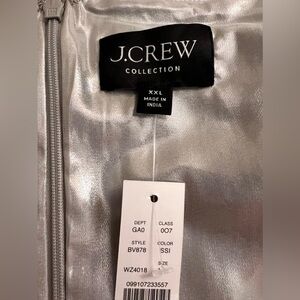 J.CREW
COLLECTION
XXL
MADE IN
INDIA
DEPT CLASS
GA0 007
STYLE COLOR
BV878 SSI
SIZE
WZ4018
099107233557